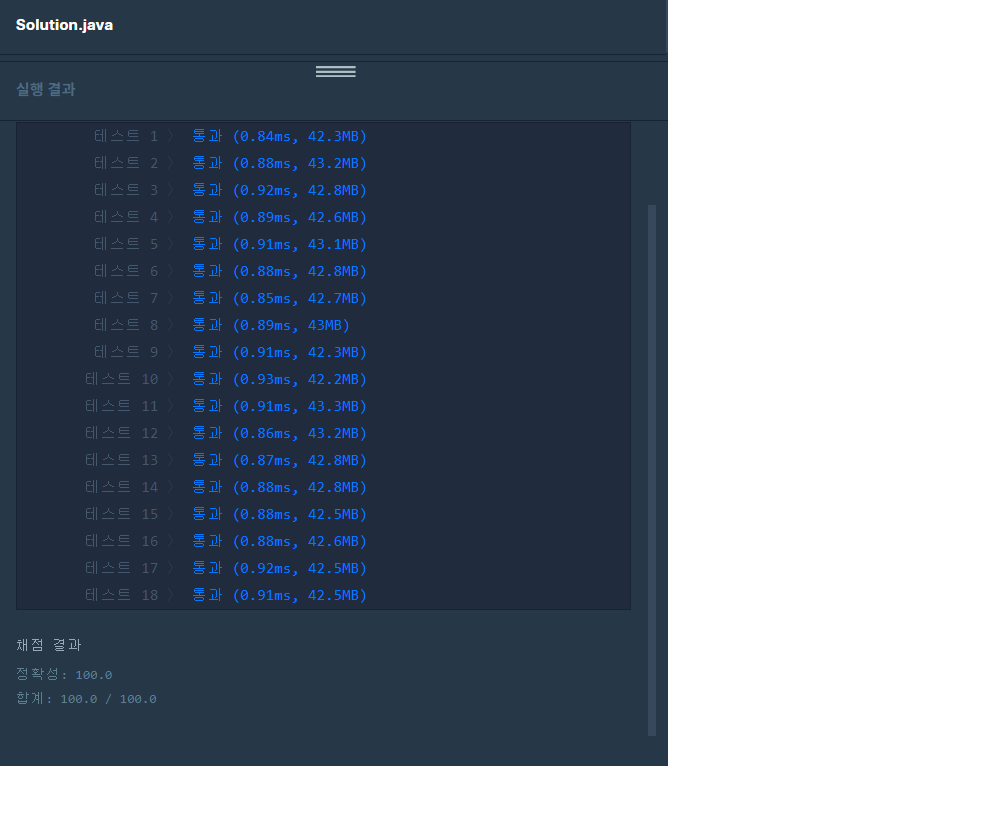 Solution.java
실행 결과
테스트 1 〉 통과 (0.84ms, 42.3MB)
테스트 2 〉 통과 (0.88ms, 43.2MB)
테스트 3 〉 통과 (0.92ms, 42.8MB)
테스트 4 〉 통과 (0.89ms, 42.6MB)
테스트 5 〉 통과 (0.91ms, 43.1MB)
테스트 6 〉 통과 (0.88ms, 42.8MB)
테스트 7 〉 통과 (0.85ms, 42.7MB)
테스트 8 〉 통과 (0.89ms, 43MB)
테스트 9 〉 통과 (0.91ms, 42.3MB)
테스트 10 〉 통과 (0.93ms, 42.2MB)
테스트 11 〉 통과 (0.91ms, 43.3MB)
테스트 12 〉 통과 (0.86ms, 43.2MB)
테스트 13 〉 통과 (0.87ms, 42.8MB)
테스트 14 〉 통과 (0.88ms, 42.8MB)
테스트 15 〉 통과 (0.88ms, 42.5MB)
테스트 16 〉 통과 (0.88ms, 42.6MB)
테스트 17 〉 통과 (0.92ms, 42.5MB)
테스트 18 〉 통과 (0.91ms, 42.5MB)
채점 결과
정확성: 100.0
합계: 100.0 / 100.0